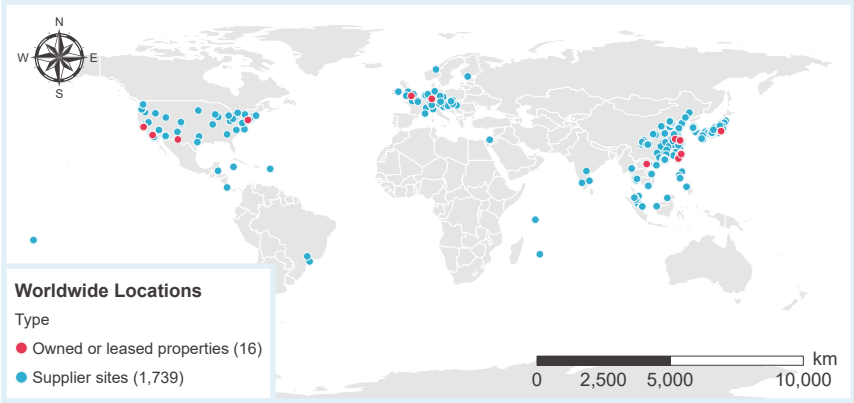 N
W E
S
Worldwide Locations
Type
Owned or leased properties (16)
Supplier sites (1,739)
km
0 2,500 5,000 10,000